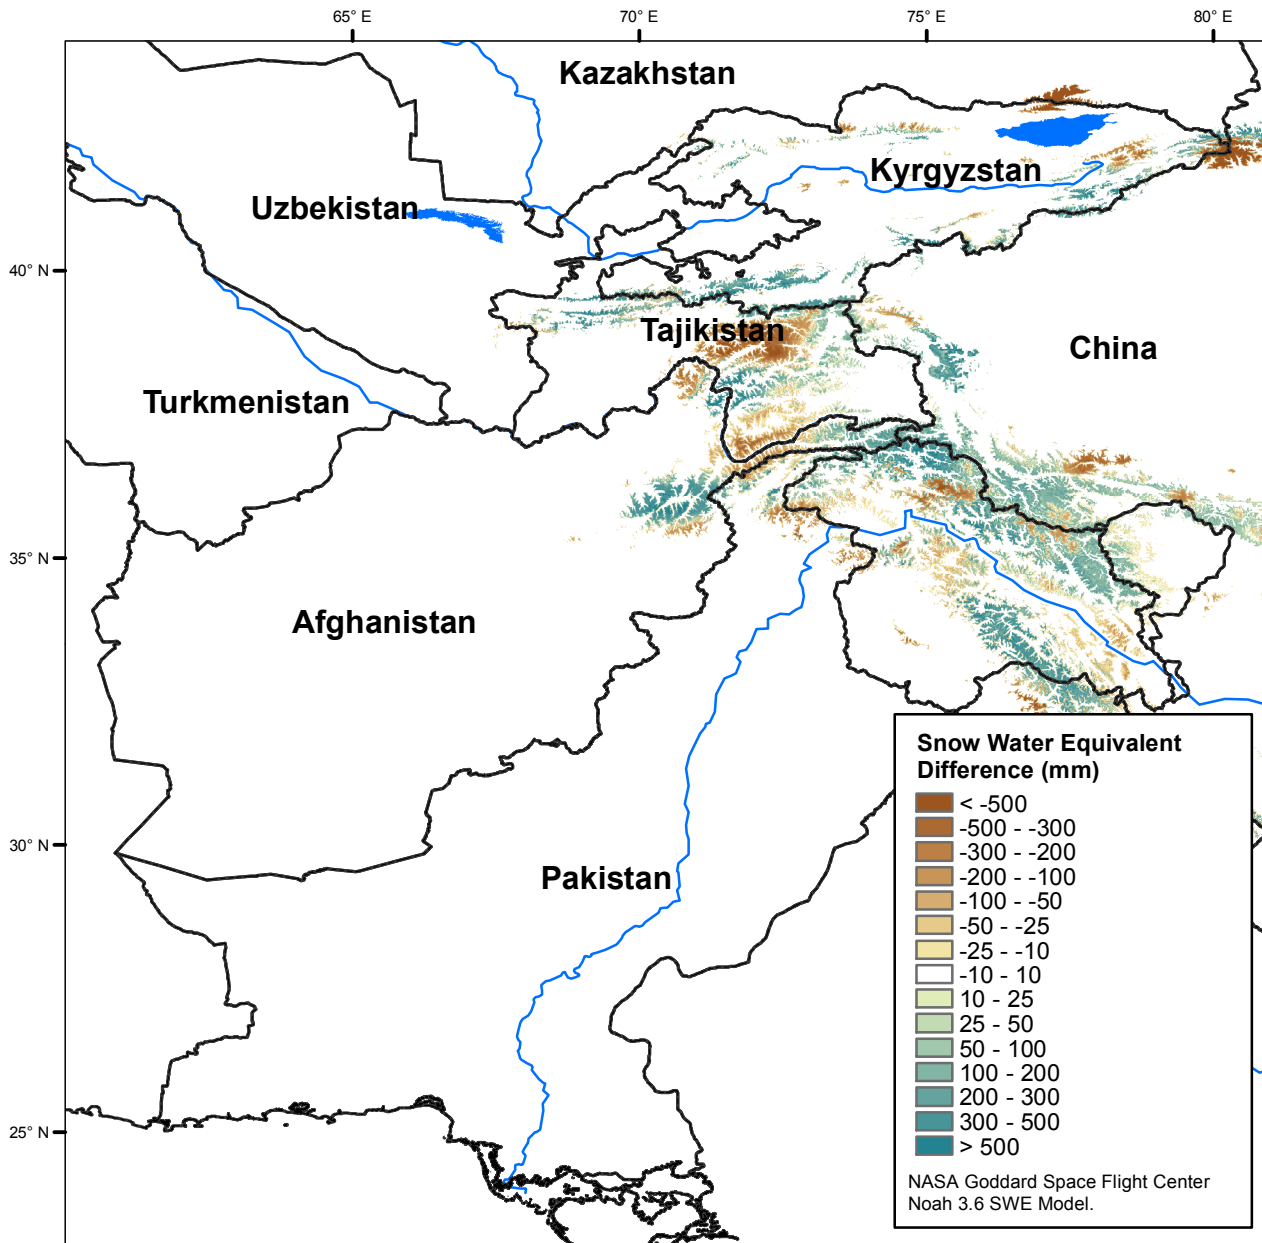 65° E 70° E 75° E 80° E
Kazakhstan
Kyrgyzstan
Uzbekistan
40° N
Tajikistan
China
Turkmenistan
35° N
Afghanistan
30° N
Pakistan
25° N
Snow Water Equivalent
Difference (mm)
< -500
-500 - -300
-300 - -200
-200 - -100
-100 - -50
-50 - -25
-25 - -10
-10 - 10
10 - 25
25 - 50
50 - 100
100 - 200
200 - 300
300 - 500
> 500
NASA Goddard Space Flight Center
Noah 3.6 SWE Model.